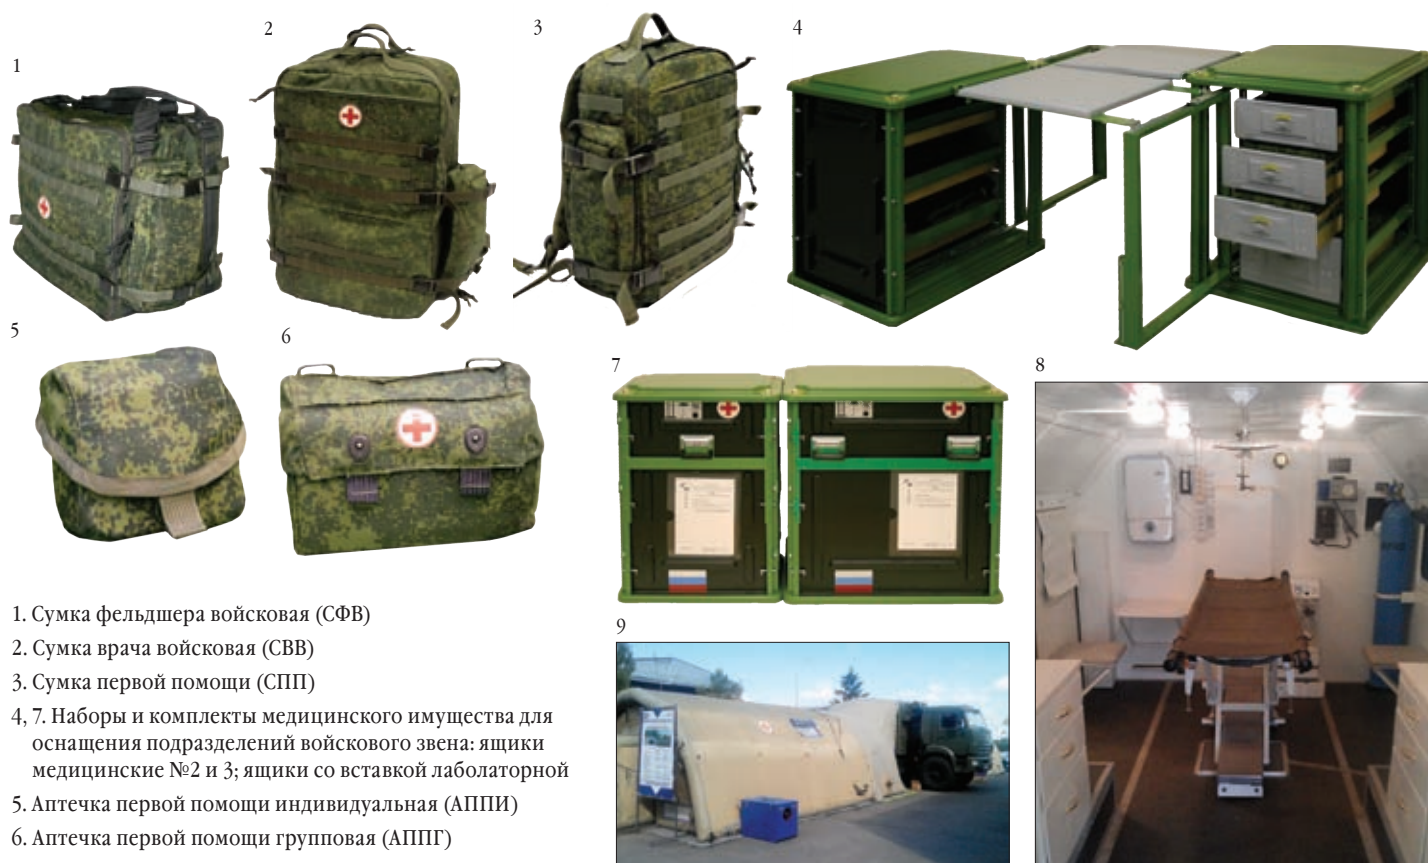 1
2
3
4
5
6
7
8
9
1. Сумка фельдшера войсковая (СФВ)
2. Сумка врача войсковая (СВВ)
3. Сумка первой помощи (СПП)
4, 7. Наборы и комплекты медицинского имущества для
оснащения подразделений войскового звена: ящики
медицинские №2 и 3; ящики со вставкой лаболаторной
5. Аптечка первой помощи индивидуальная (АППИ)
6. Аптечка первой помощи групповая (АППГ)